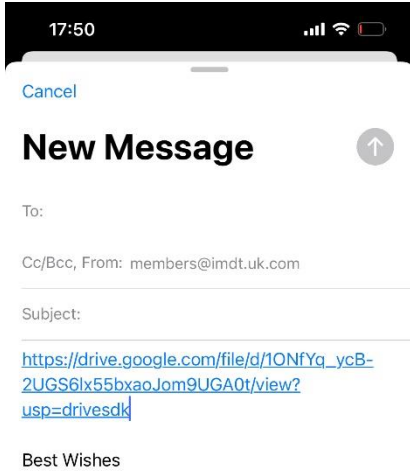 17:50
Cancel
New Message
To:
Cc/Bcc, From: members@imdt.uk.com
Subject:
https://drive.google.com/file/d/1ONfYq_ycB-
2UGS6lx55bxaoJom9UGA0t/view?
usp=drivesdk
Best Wishes